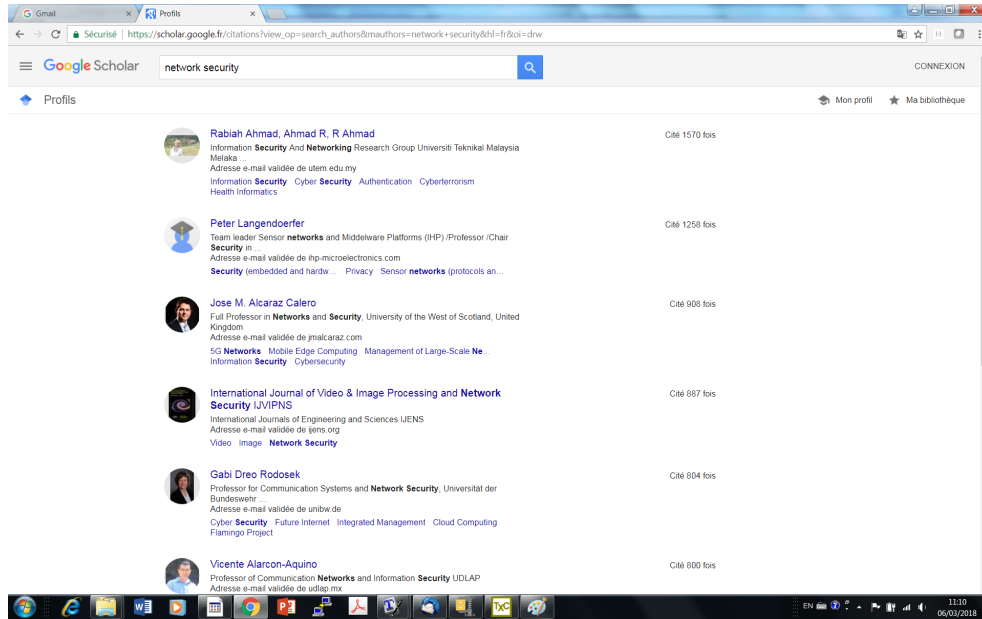 Gmail
Profils
Sécurisé | https://scholar.google.fr/citations?view_op=search_authors&mauthors=network+security&hl=fr&oi=drw
Google Scholar
network security
CONNEXION
Profils
Mon profil
Ma bibliothèque
Rabiah Ahmad, Ahmad R, R Ahmad
Cité 1570 fois
Information Security And Networking Research Group Universiti Teknikal Malaysia
Melaka ...
Adresse e-mail validée de utem.edu.my
Information Security Cyber Security Authentication Cyberterrorism
Health Informatics
Peter Langendoerfer
Cité 1258 fois
Team leader Sensor networks and Middelware Platforms (IHP) /Professor /Chair
Security in ...
Adresse e-mail validée de ihp-microelectronics.com
Security (embedded and hardw... Privacy Sensor networks (protocols an...
Jose M. Alcaraz Calero
Cité 908 fois
Full Professor in Networks and Security, University of the West of Scotland, United
Kingdom
Adresse e-mail validée de jmalcaraz.com
5G Networks Mobile Edge Computing Management of Large-Scale Ne...
Information Security Cybersecurity
International Journal of Video & Image Processing and Network
Security IJVIPNS
Cité 887 fois
International Journals of Engineering and Sciences IJENS
Adresse e-mail validée de ijens.org
Video Image Network Security
Gabi Dreo Rodosek
Cité 804 fois
Professor for Communication Systems and Network Security, Universität der
Bundeswehr ...
Adresse e-mail validée de unibw.de
Cyber Security Future Internet Integrated Management Cloud Computing
Flamingo Project
Vicente Alarcon-Aquino
Cité 800 fois
Professor of Communication Networks and Information Security UDLAP
Adresse e-mail validée de udlap.mx
TXC
EN
11:10
06/03/2018